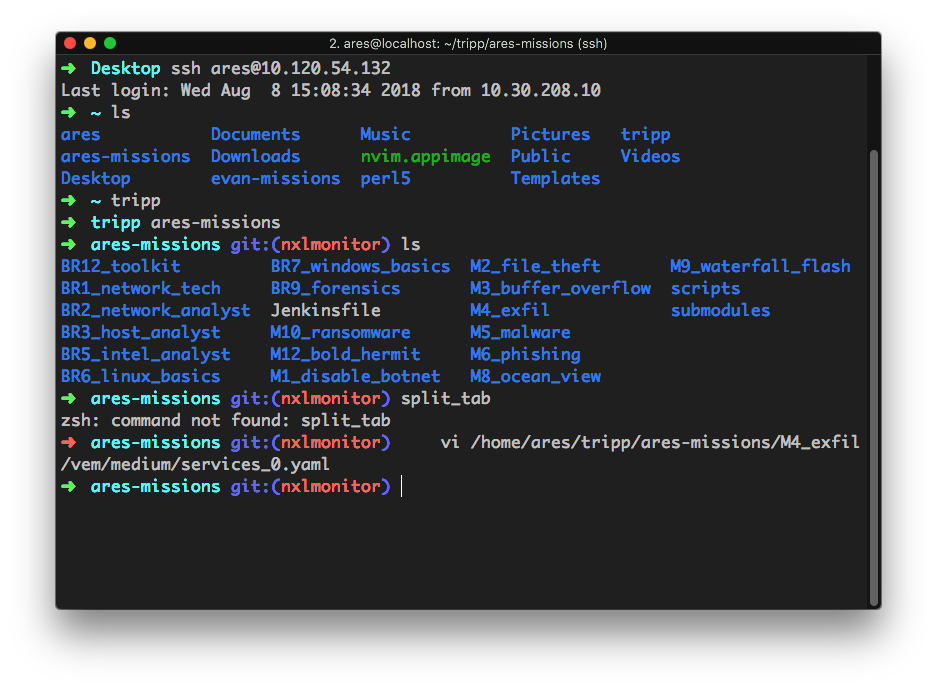 2. ares@localhost: ~/tripp/ares-missions (ssh)
➜ Desktop ssh ares@10.120.54.132
Last login: Wed Aug  8 15:08:34 2018 from 10.30.208.10
➜ ~ ls
ares Documents Music Pictures tripp
ares-missions Downloads nvim.appimage Public Videos
Desktop evan-missions perl5 Templates
➜ ~ tripp
➜ tripp ares-missions
➜ ares-missions git:(nxlmonitor) ls
BR12_toolkit BR7_windows_basics M2_file_theft M9_waterfall_flash
BR1_network_tech BR9_forensics M3_buffer_overflow scripts
BR2_network_analyst Jenkinsfile M4_exfil submodules
BR3_host_analyst M10_ransomware M5_malware
BR5_intel_analyst M12_bold_hermit M6_phishing
BR6_linux_basics M1_disable_botnet M8_ocean_view
➜ ares-missions git:(nxlmonitor) split_tab
zsh: command not found: split_tab
➜ ares-missions git:(nxlmonitor) vi /home/ares/tripp/ares-missions/M4_exfil
/vem/medium/services_0.yaml
➜ ares-missions git:(nxlmonitor)